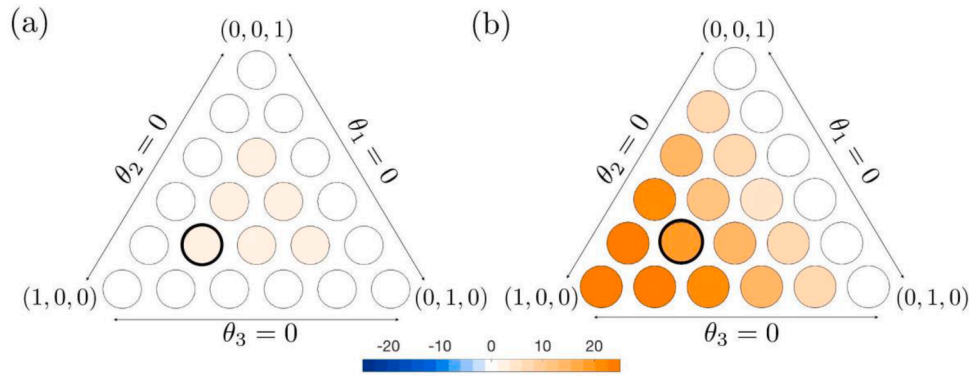 (a)
(0, 0, 1)
θ₂ = 0
θ₁ = 0
(1, 0, 0)
(0, 1, 0)
θ₃ = 0
(b)
(0, 0, 1)
θ₂ = 0
θ₁ = 0
(1, 0, 0)
(0, 1, 0)
θ₃ = 0
-20 -10 0 10 20